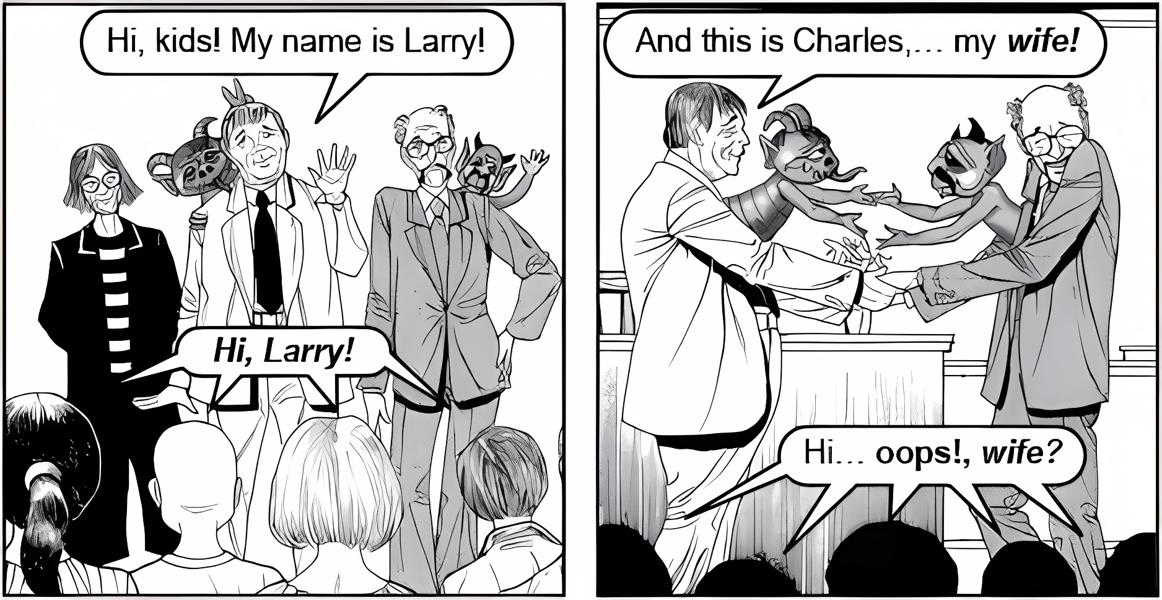 Hi, kids! My name is Larry!
Hi, Larry!
And this is Charles,... my wife!
Hi... oops!, wife?